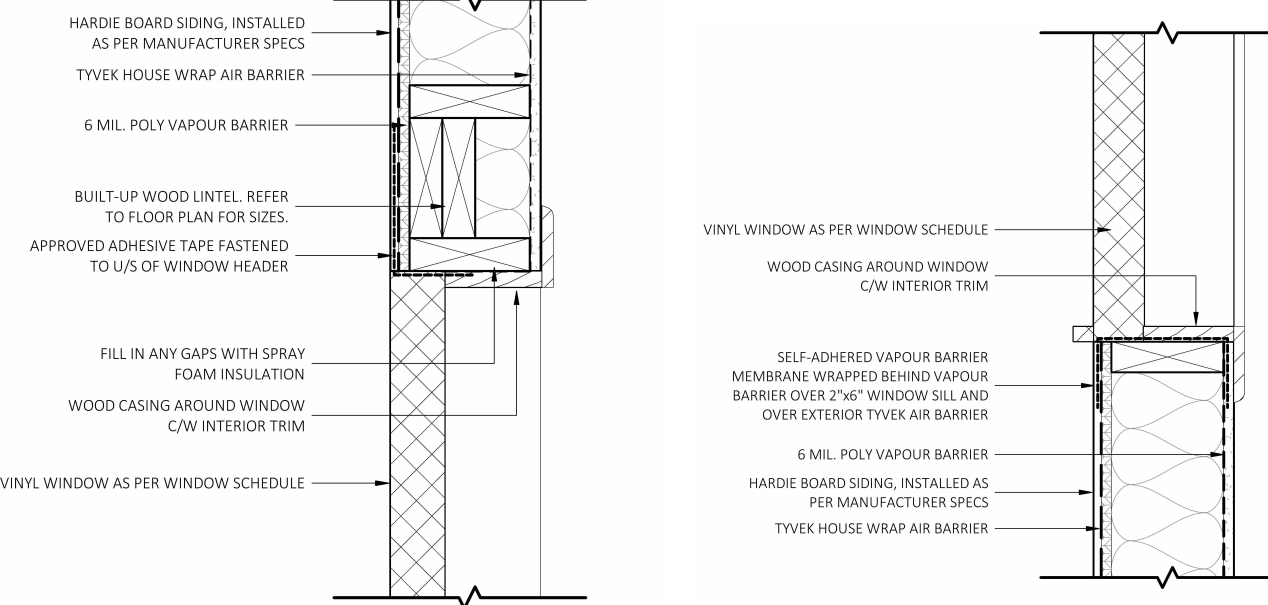 HARDIE BOARD SIDING, INSTALLED
AS PER MANUFACTURER SPECS
TYVEK HOUSE WRAP AIR BARRIER
6 MIL. POLY VAPOUR BARRIER
BUILT-UP WOOD LINTEL. REFER
TO FLOOR PLAN FOR SIZES.
APPROVED ADHESIVE TAPE FASTENED
TO U/S OF WINDOW HEADER
FILL IN ANY GAPS WITH SPRAY
FOAM INSULATION
WOOD CASING AROUND WINDOW
C/W INTERIOR TRIM
VINYL WINDOW AS PER WINDOW SCHEDULE
VINYL WINDOW AS PER WINDOW SCHEDULE
WOOD CASING AROUND WINDOW
C/W INTERIOR TRIM
SELF-ADHERED VAPOUR BARRIER
MEMBRANE WRAPPED BEHIND VAPOUR
BARRIER OVER 2"x6" WINDOW SILL AND
OVER EXTERIOR TYVEK AIR BARRIER
6 MIL. POLY VAPOUR BARRIER
HARDIE BOARD SIDING, INSTALLED AS
PER MANUFACTURER SPECS
TYVEK HOUSE WRAP AIR BARRIER